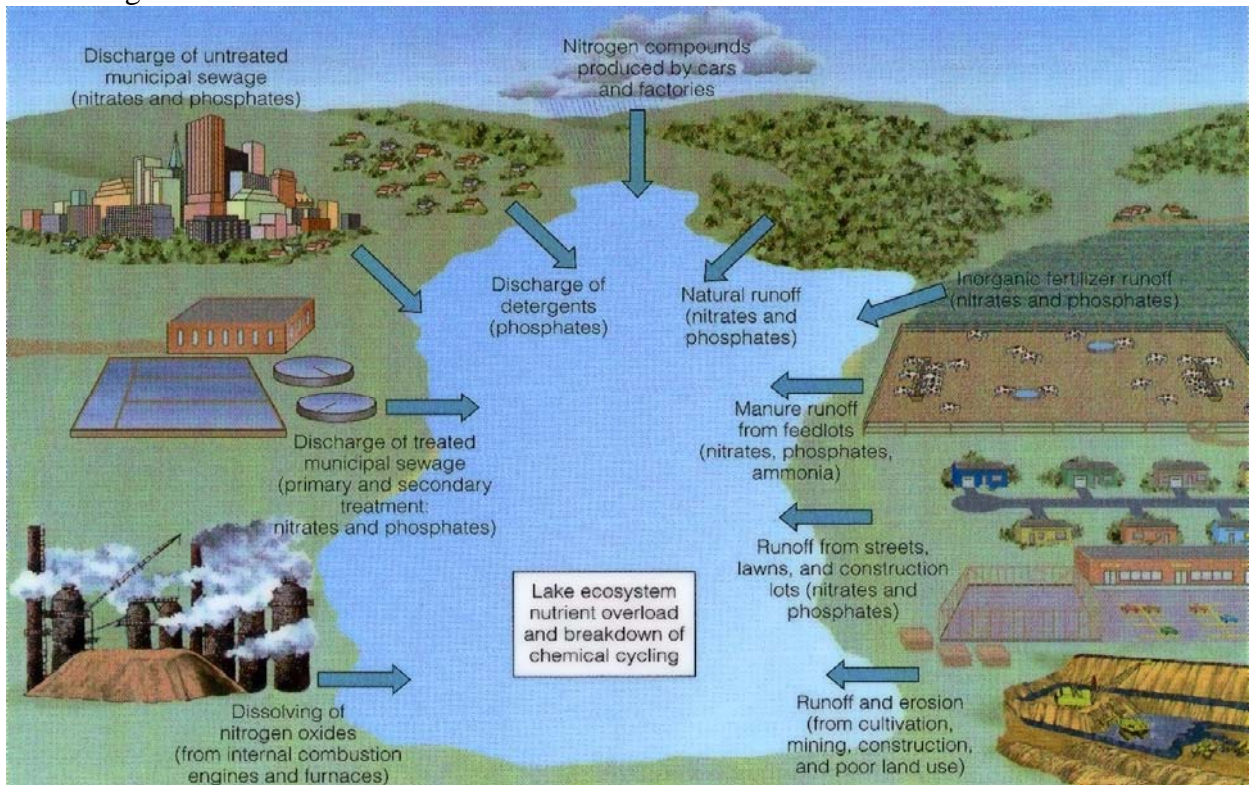 Discharge of untreated
municipal sewage
(nitrates and phosphates)
Nitrogen compounds
produced by cars
and factories
Discharge of
detergents
(phosphates)
Natural runoff
(nitrates and
phosphates)
Inorganic fertilizer runoff
(nitrates and phosphates)
Discharge of treated
municipal sewage
(primary and secondary
treatment:
nitrates and phosphates)
Manure runoff
from feedlots
(nitrates, phosphates,
ammonia)
Runoff from streets,
lawns, and construction
lots (nitrates and
phosphates)
Lake ecosystem
nutrient overload
and breakdown of
chemical cycling
Dissolving of
nitrogen oxides
(from internal combustion
engines and furnaces)
Runoff and erosion
(from cultivation,
mining, construction,
and poor land use)